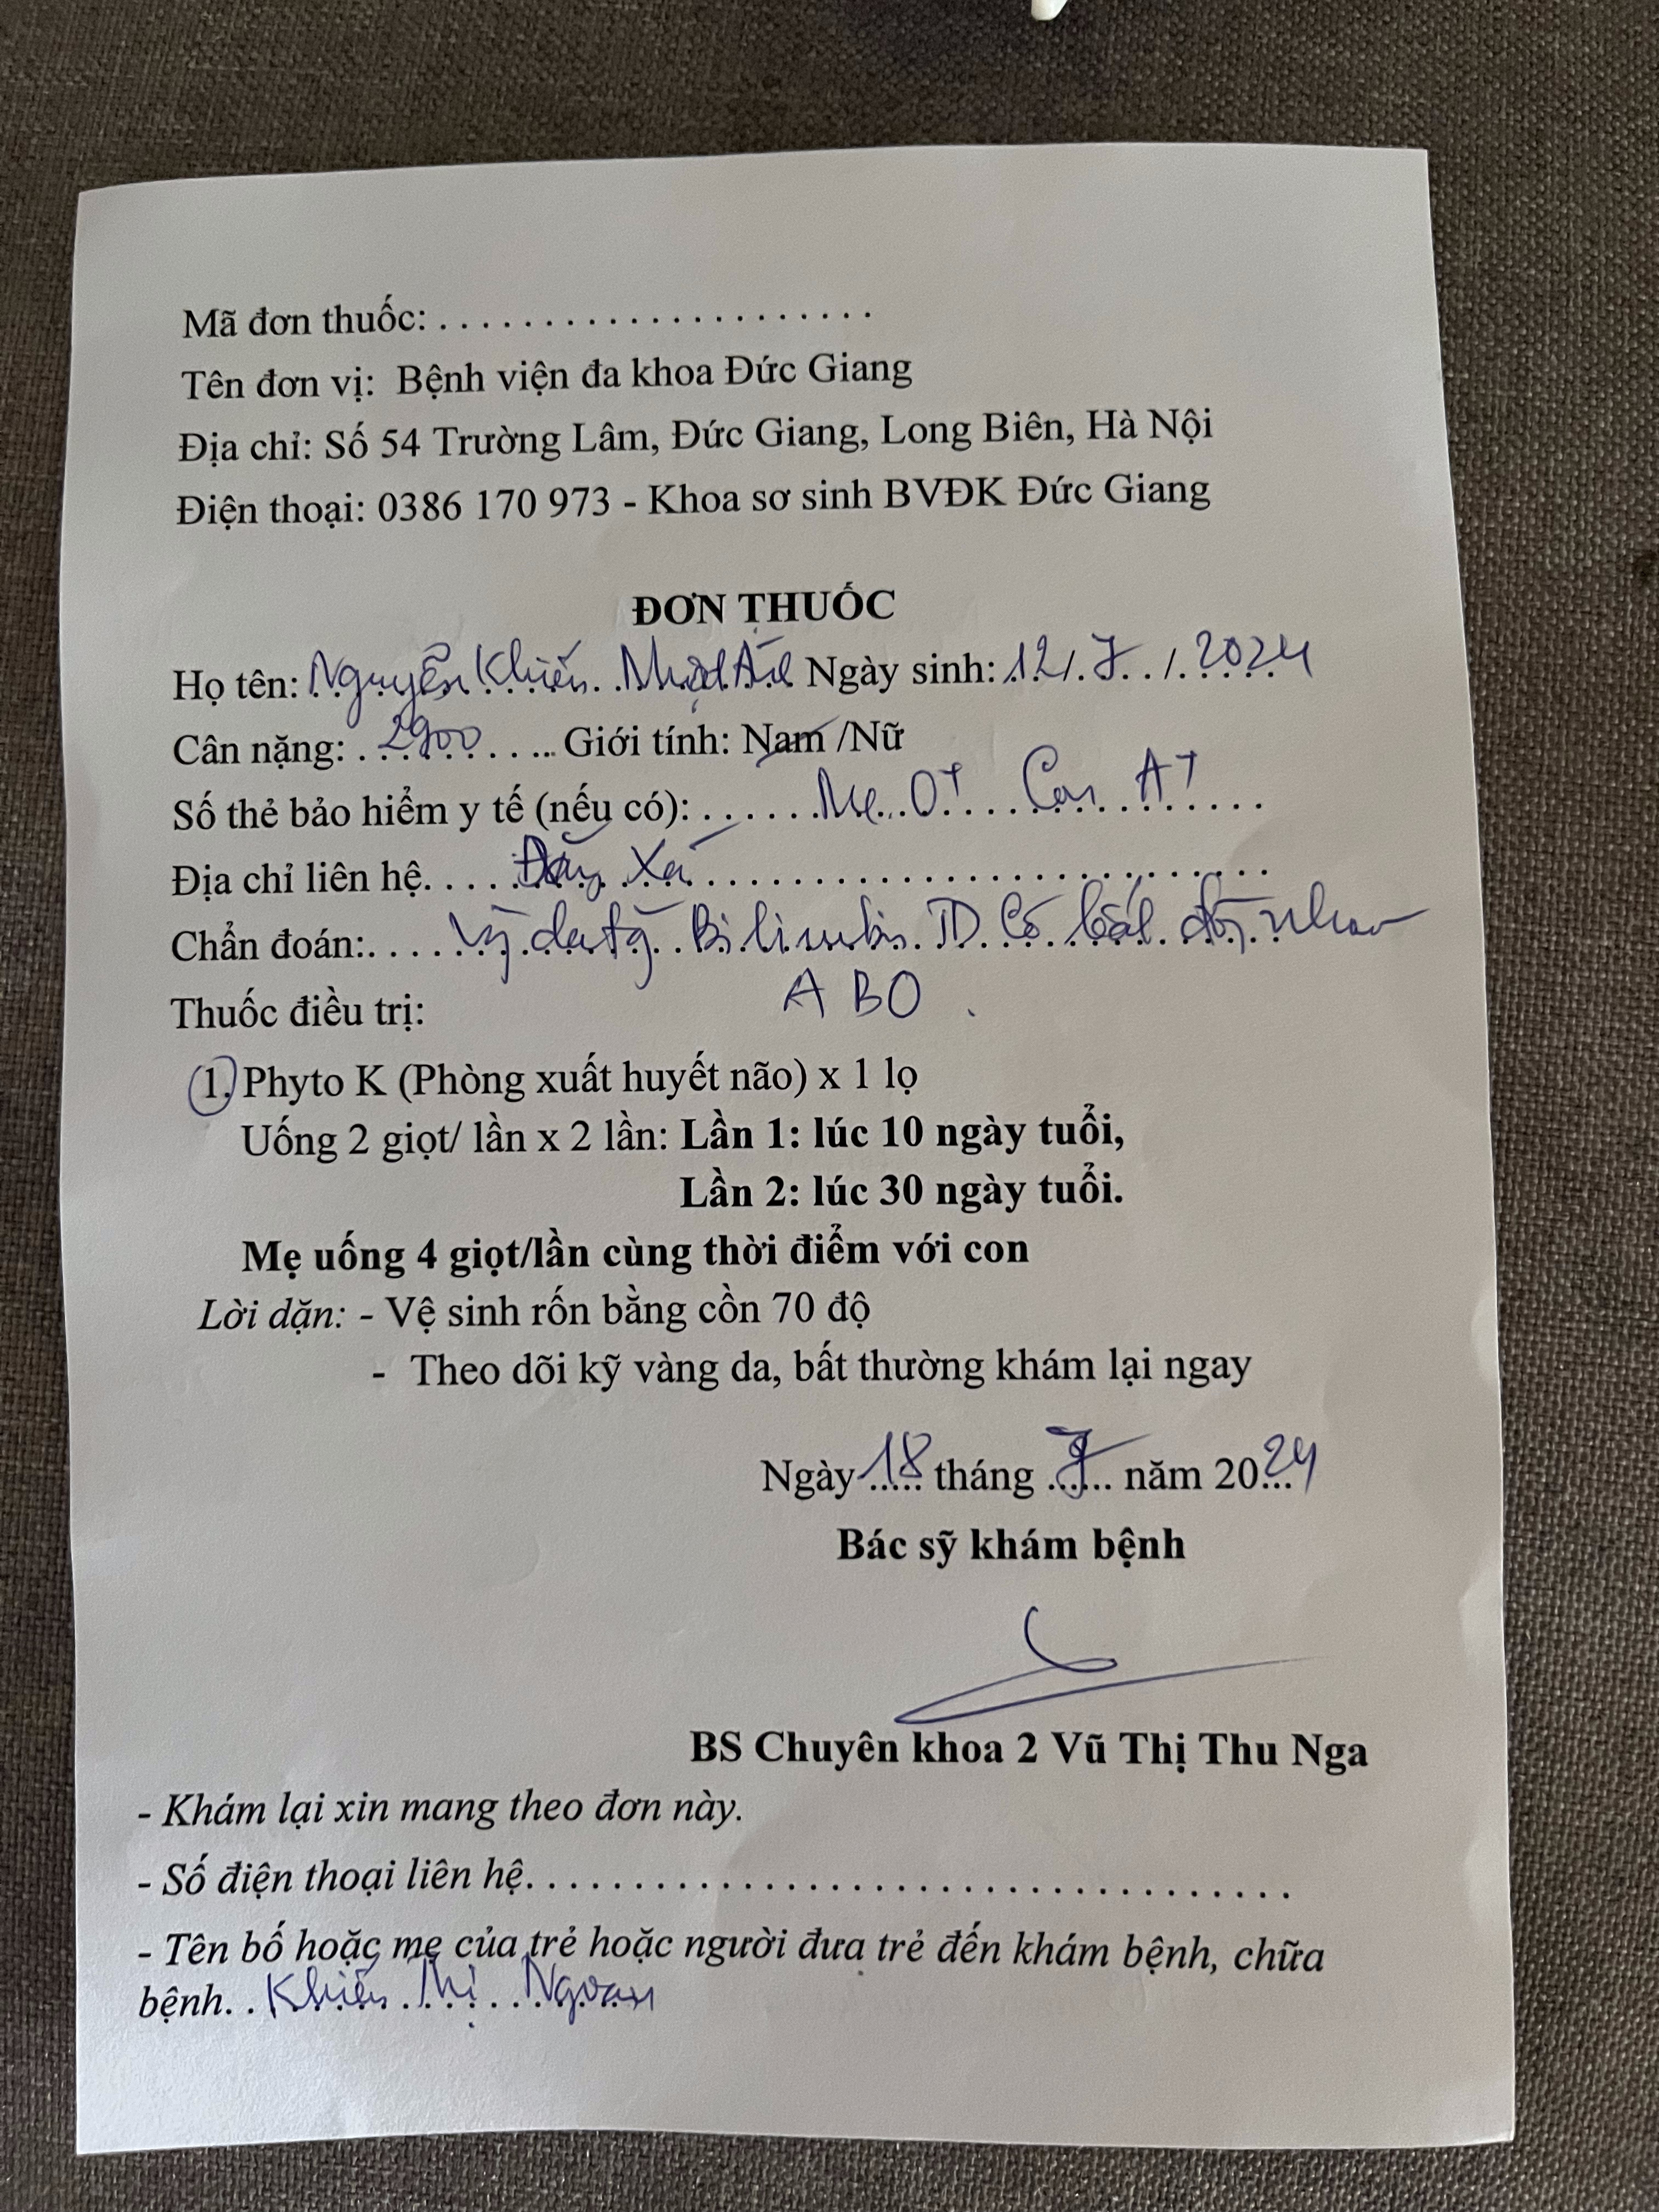 Mã đơn thuốc: . . . . . . . . . . . . . . . . . . . . .
Tên đơn vị: Bệnh viện đa khoa Đức Giang
Địa chỉ: Số 54 Trường Lâm, Đức Giang, Long Biên, Hà Nội
Điện thoại: 0386 170 973 - Khoa sơ sinh BVĐK Đức Giang
ĐƠN THUỐC
Họ tên: Nguyễn Khiến Nhật Ngày sinh: 12/7/2024
Cân nặng: 2900 Giới tính: Nam /Nữ
Số thẻ bảo hiểm y tế (nếu có): Mẹ O+ Con A+
Địa chỉ liên hệ. Đặng Xá
Chẩn đoán: Bilirubin TD có bất đồng nhóm
ABO
Thuốc điều trị:
1. Phyto K (Phòng xuất huyết não) x 1 lọ
Uống 2 giọt/ lần x 2 lần: Lần 1: lúc 10 ngày tuổi,
Lần 2: lúc 30 ngày tuổi.
Mẹ uống 4 giọt/lần cùng thời điểm với con
Lời dặn: - Vệ sinh rốn bằng cồn 70 độ
- Theo dõi kỹ vàng da, bất thường khám lại ngay
Ngày 18 tháng 7 năm 2024
Bác sỹ khám bệnh
BS Chuyên khoa 2 Vũ Thị Thu Nga
- Khám lại xin mang theo đơn này.
- Số điện thoại liên hệ. . . . . . . . . . . . . . . . . . . . . . . . . . . . . . . . . . . .
- Tên bố hoặc mẹ của trẻ hoặc người đưa trẻ đến khám bệnh, chữa
bệnh. . Khiến Thị Ngoan